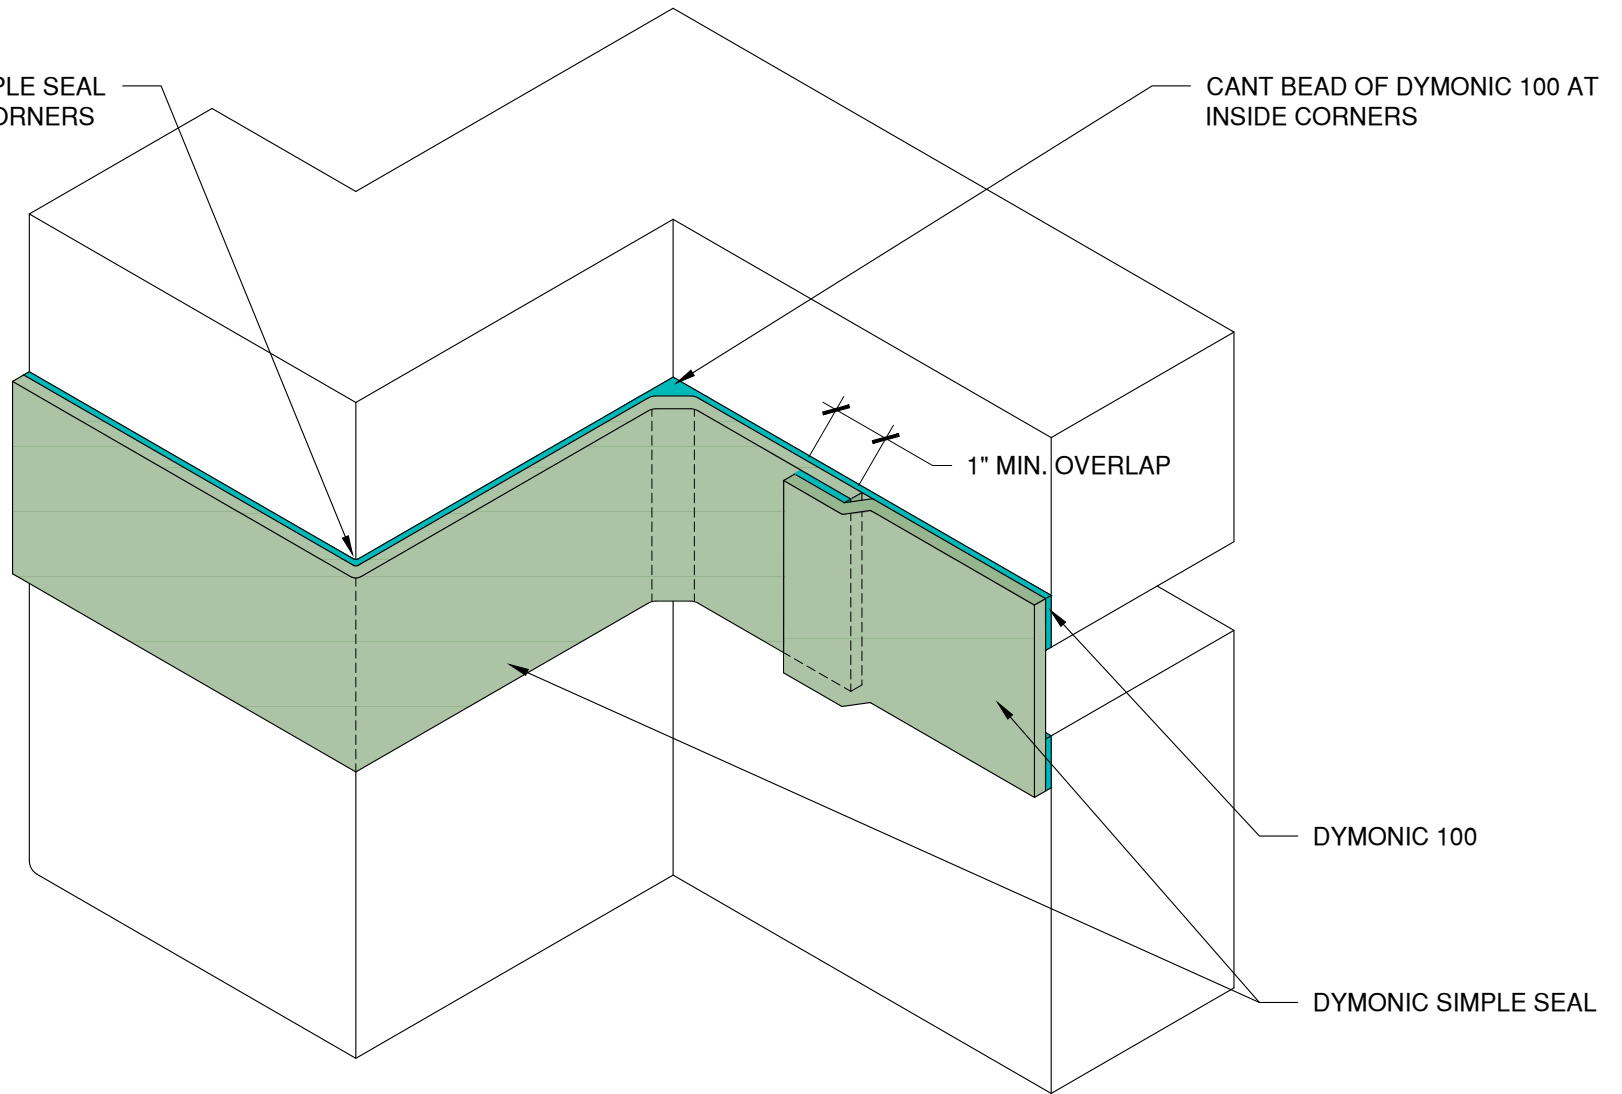 PLE SEAL
ORNERS
CANT BEAD OF DYMONIC 100 AT
INSIDE CORNERS
1" MIN. OVERLAP
DYMONIC 100
DYMONIC SIMPLE SEAL